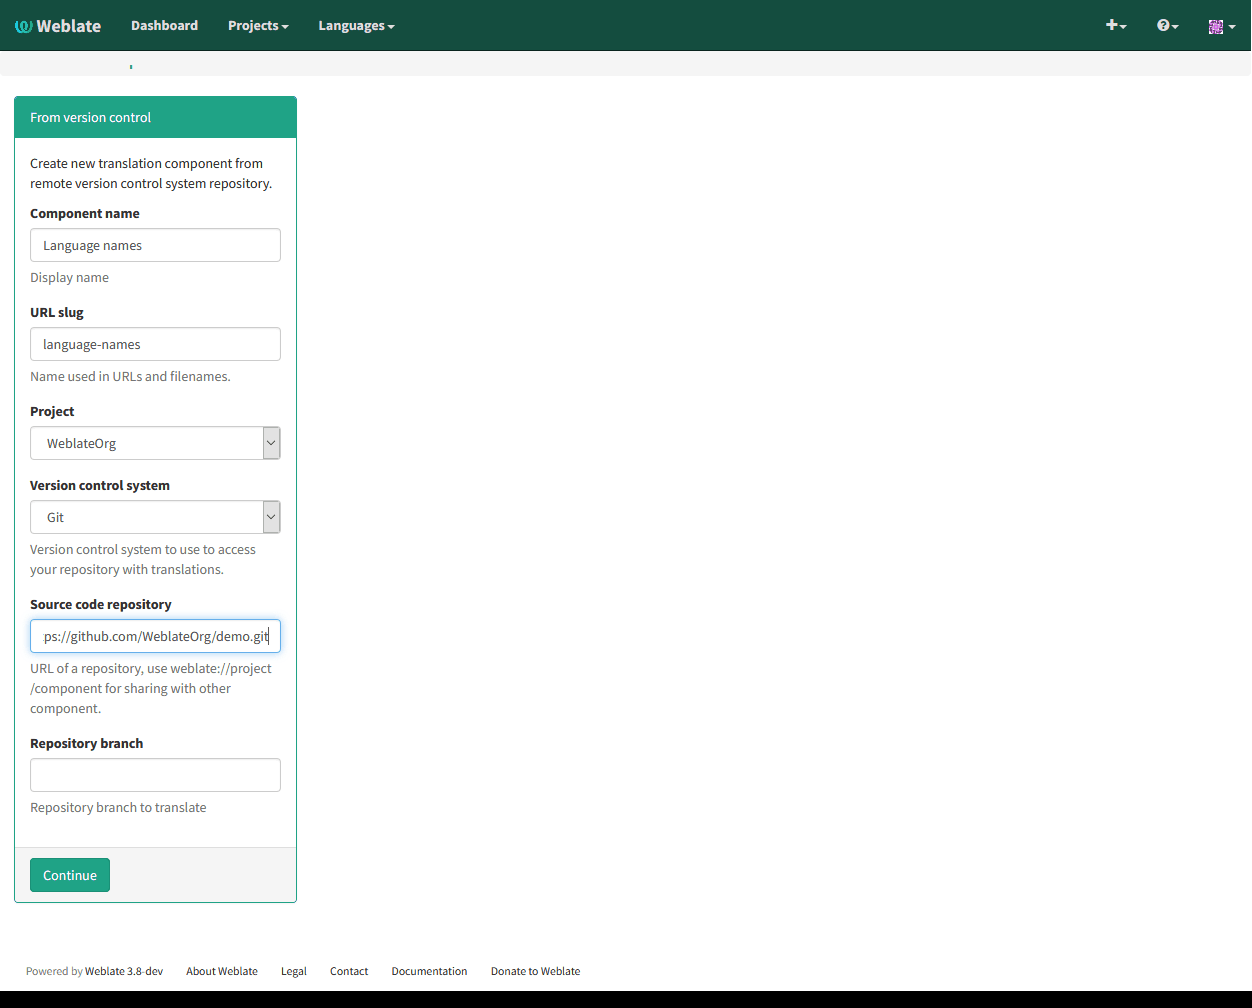 Weblate Dashboard Projects Languages
From version control
Create new translation component from
remote version control system repository.
Component name
Language names
Display name
URL slug
language-names
Name used in URLs and filenames.
Project
WeblateOrg
Version control system
Git
Version control system to use to access
your repository with translations.
Source code repository
ps://github.com/WeblateOrg/demo.git
URL of a repository, use weblate://project
/component for sharing with other
component.
Repository branch
Repository branch to translate
Continue
Powered by Weblate 3.8-dev About Weblate Legal Contact Documentation Donate to Weblate